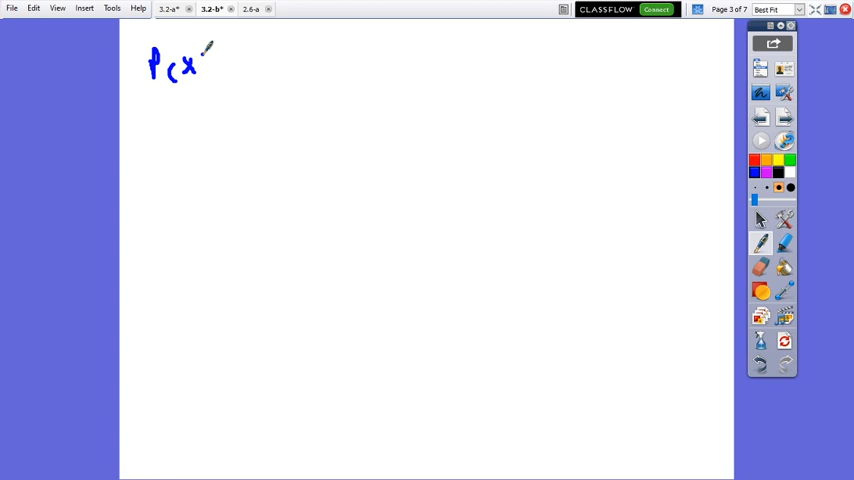 File Edit View Insert Tools Help 3.2-a* 3.2-b* 2.6-a CLASSFLOW Connect Page 3 of 7 Best Fit
P(x